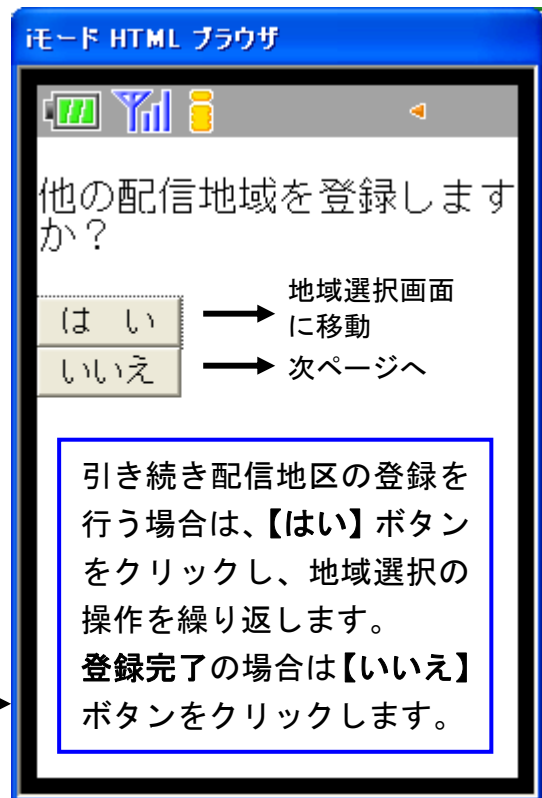 iモード HTML ブラウザ
他の配信地域を登録します
か？
は い
地域選択画面
に移動
いいえ
次ページへ
引き続き配信地区の登録を
行う場合は、【はい】ボタン
をクリックし、地域選択の
操作を繰り返します。
登録完了の場合は【いいえ】
ボタンをクリックします。